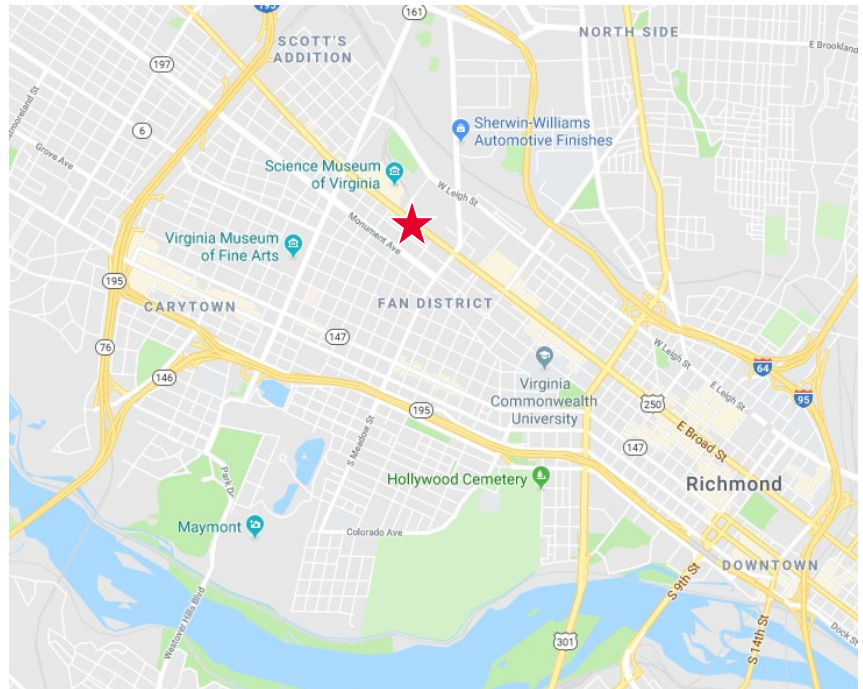 195
161
SCOTT'S
ADDITION
NORTH SIDE
E Brookland
197
6
Grove Ave
Sherwin-Williams
Automotive Finishes
Science Museum
of Virginia
W Leigh St
Monument Ave
Virginia Museum
of Fine Arts
195
CARYTOWN
FAN DISTRICT
147
76
146
W Leigh St
64
E Leigh St
95
Virginia
Commonwealth
University
250
195
E Broad St
147
S Meadow St
Park Dr
Hollywood Cemetery
Richmond
Maymont
Colorado Ave
DOWNTOWN
S 9th St
Westover Hills Blvd
301
S 14th St
Dock St